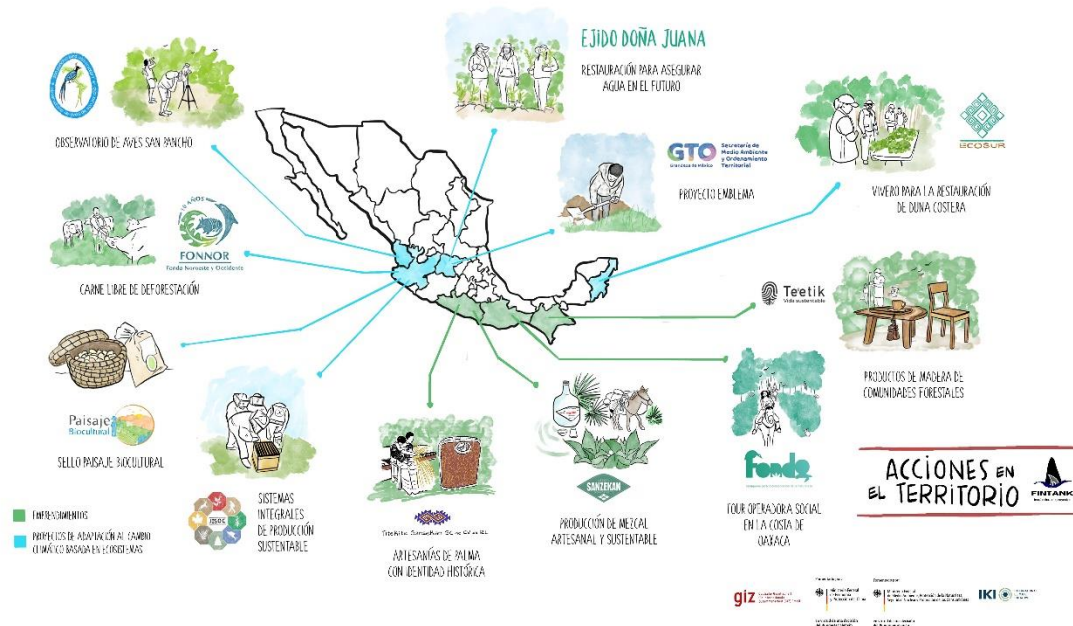 EJIDO DOÑA JUANA
RESTAURACIÓN PARA ASEGURAR
AGUA EN EL FUTURO
OBSERVATORIO DE AVES SAN PANCHO
GTO
Secretaría de
Medio Ambiente
y Ordenamiento
Territorial
PROYECTO EMBLEMA
ECOSUR
VIVERO PARA LA RESTAURACIÓN
DE DUNA COSTERA
AÑOS
FONNOR
Fondo Noroeste y Occidente
CARNE LIBRE DE DEFORESTACIÓN
Teetik
Vida sustentable
PRODUCTOS DE MADERA DE
COMUNIDADES FORESTALES
Paisaje
Biocultural
SELLO PAISAJE BIOCULTURAL
SISTEMAS
INTEGRALES
DE PRODUCCIÓN
SUSTENTABLE
ARTESANÍAS DE PALMA
CON IDENTIDAD HISTÓRICA
SANZEKAN
PRODUCCIÓN DE MEZCAL
ARTESANAL Y SUSTENTABLE
fondo
TOUR OPERADORA SOCIAL
EN LA COSTA DE
OAXACA
ACCIONES EN
EL TERRITORIO
FINTANK
EMPRENDIMIENTOS
PROYECTOS DE ADAPTACIÓN AL CAMBIO
CLIMÁTICO BASADA EN ECOSISTEMAS
giz
IKI